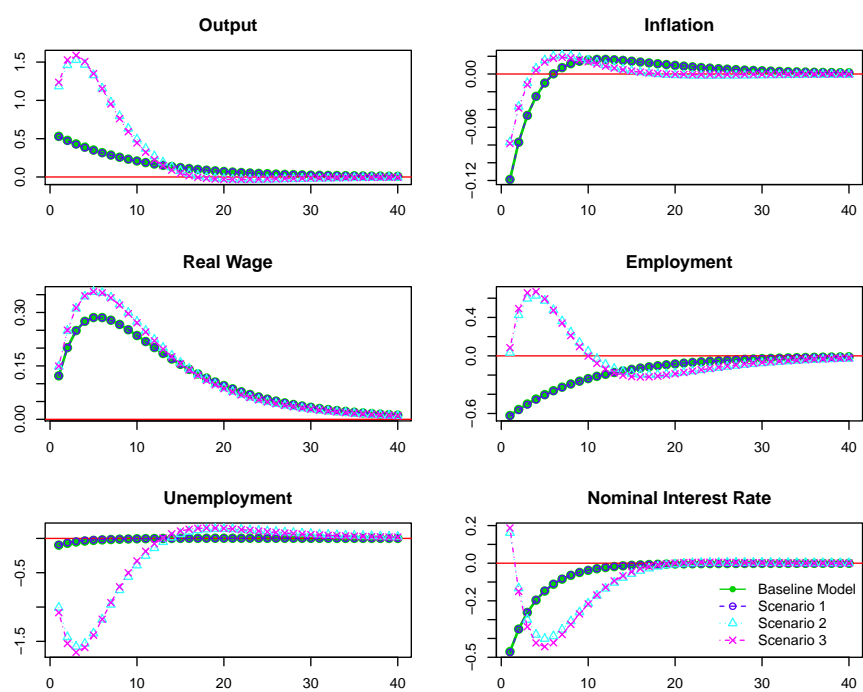 Output
1.5
1.0
0.5
0.0
0 10 20 30 40
Inflation
0.00
−0.06
−0.12
0 10 20 30 40
Real Wage
0.30
0.15
0.00
0 10 20 30 40
Employment
0.4
0.0
−0.6
0 10 20 30 40
Unemployment
−0.5
−1.5
0 10 20 30 40
Nominal Interest Rate
0.2
0.0
−0.2
−0.5
0 10 20 30 40
Baseline Model
Scenario 1
Scenario 2
Scenario 3